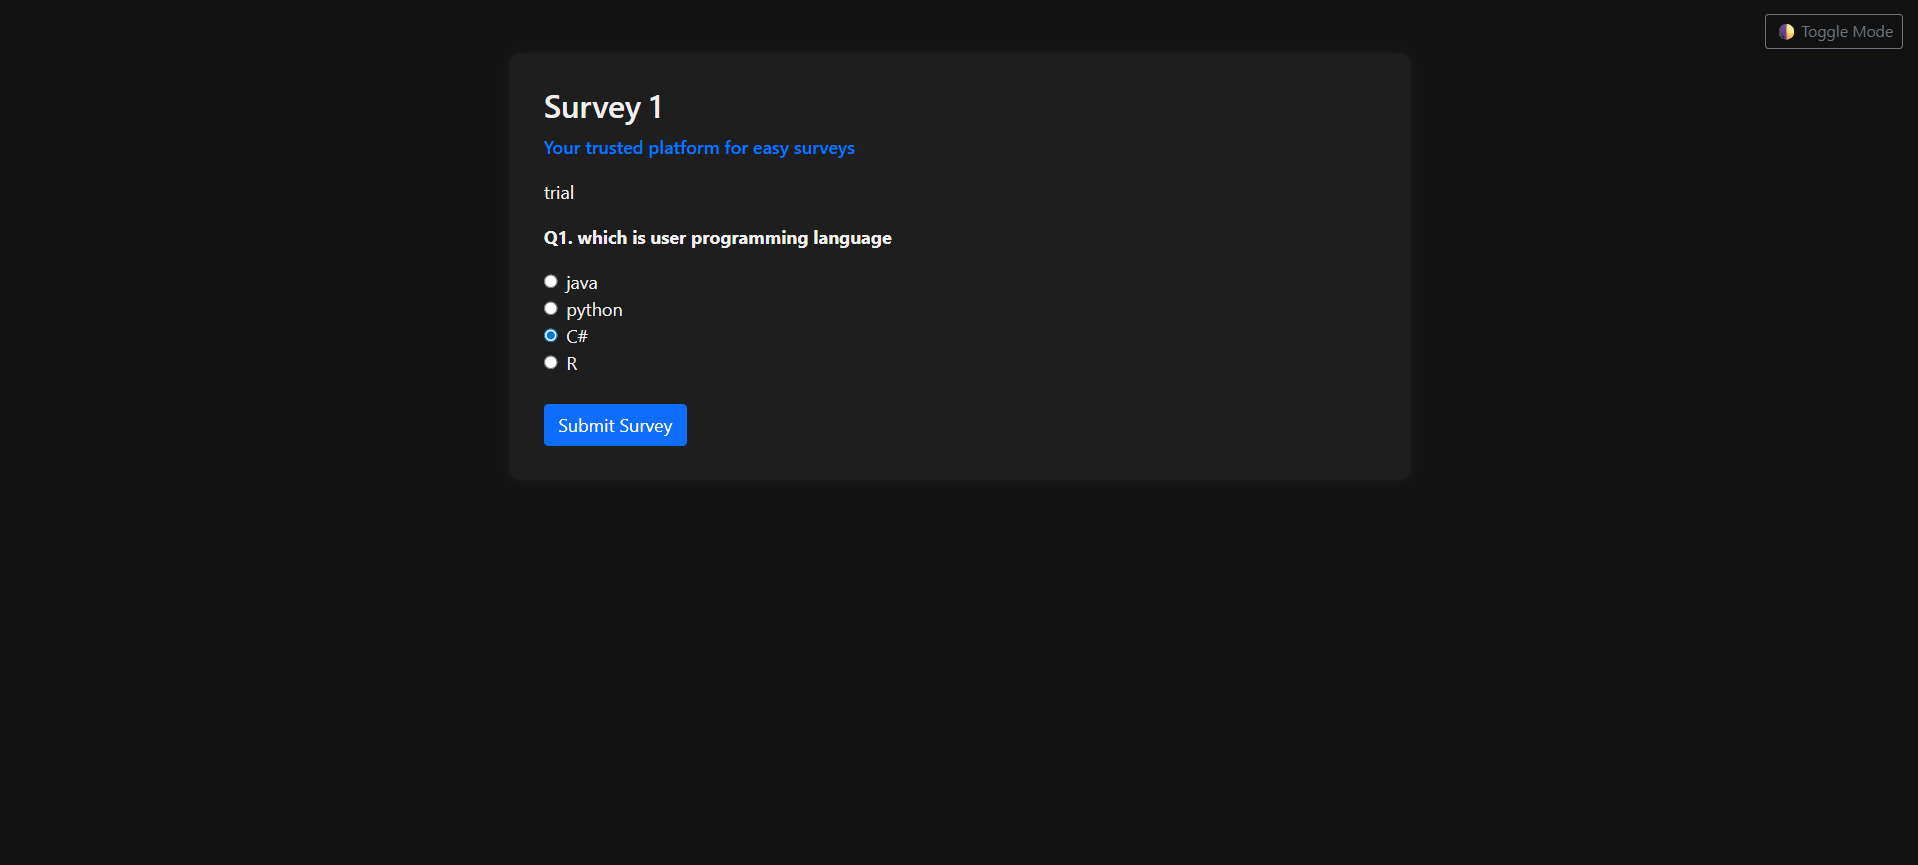 Toggle Mode
Survey 1
Your trusted platform for easy surveys
trial
Q1. which is user programming language
java
python
C#
R
Submit Survey